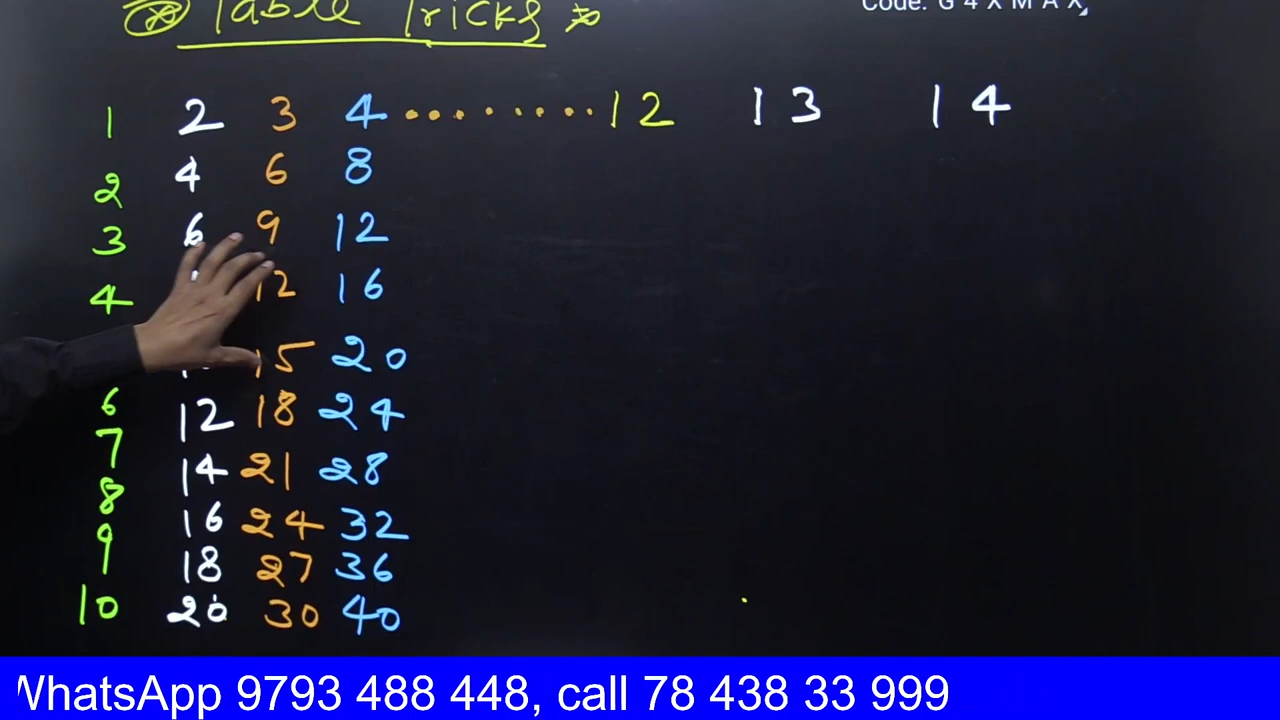 Table Tricks
Code: G 4 X M A X
1 2 3 4 ........ 12 13 14
2 4 6 8
3 6 9 12
4 12 16
15 20
6 12 18 24
7 14 21 28
8 16 24 32
9 18 27 36
10 20 30 40
WhatsApp 9793 488 448, call 78 438 33 999